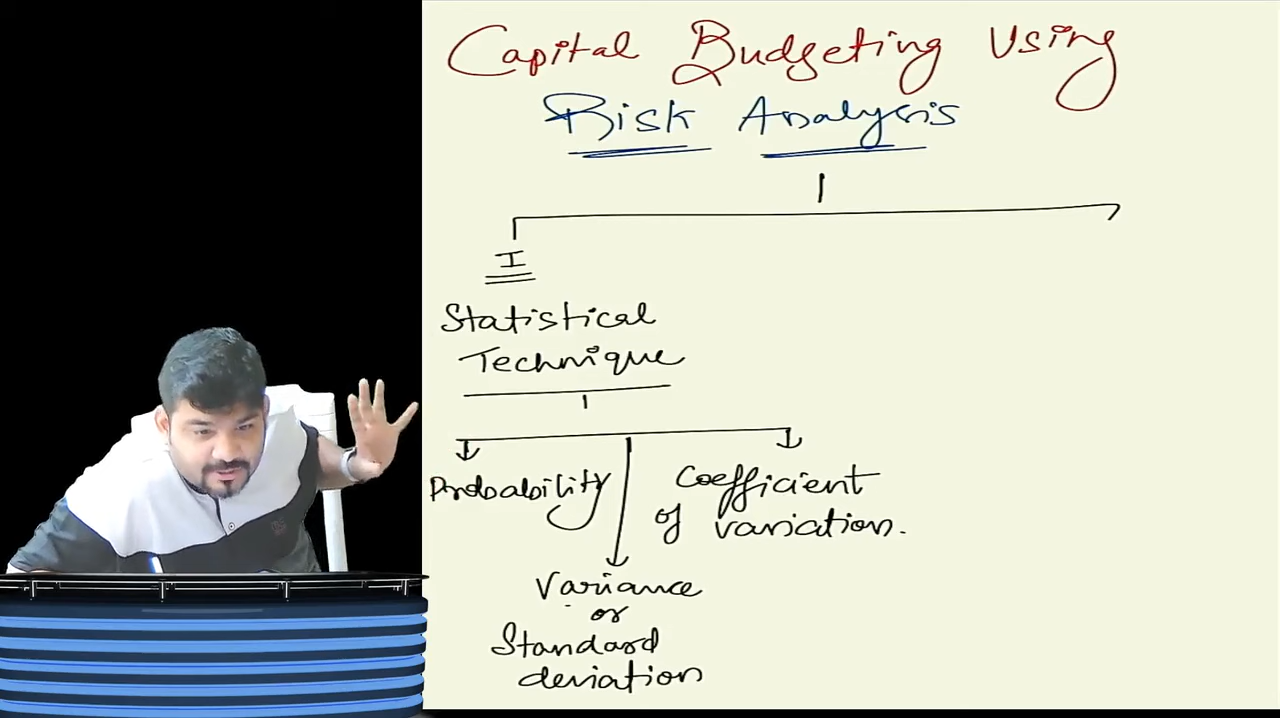 Capital Budgeting Using
Risk Analysis
I
Statistical
Technique
Probability
Coefficient
of variation.
Variance
or
Standard
deviation